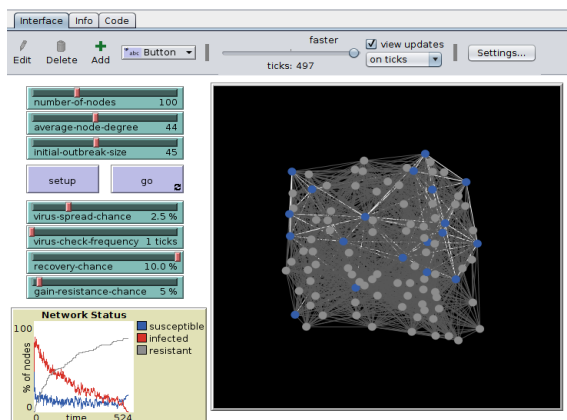 Interface Info Code
Edit Delete Add abc Button faster view updates Settings...
ticks: 497 on ticks
number-of-nodes 100
average-node-degree 44
initial-outbreak-size 45
setup go
virus-spread-chance 2.5 %
virus-check-frequency 1 ticks
recovery-chance 10.0 %
gain-resistance-chance 5 %
Network Status
100
% of nodes
0
0 time 524
susceptible
infected
resistant